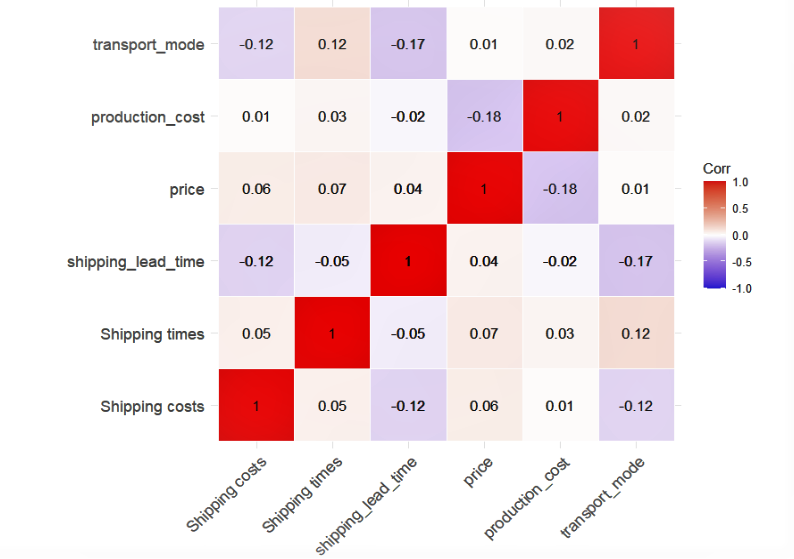 transport_mode -0.12 0.12 -0.17 0.01 0.02 1
production_cost 0.01 0.03 -0.02 -0.18 1 0.02
price 0.06 0.07 0.04 1 -0.18 0.01
shipping_lead_time -0.12 -0.05 1 0.04 -0.02 -0.17
Shipping times 0.05 1 -0.05 0.07 0.03 0.12
Shipping costs 1 0.05 -0.12 0.06 0.01 -0.12
Shipping costs Shipping times shipping_lead_time price production_cost transport_mode
Corr
1.0
0.5
0.0
-0.5
-1.0